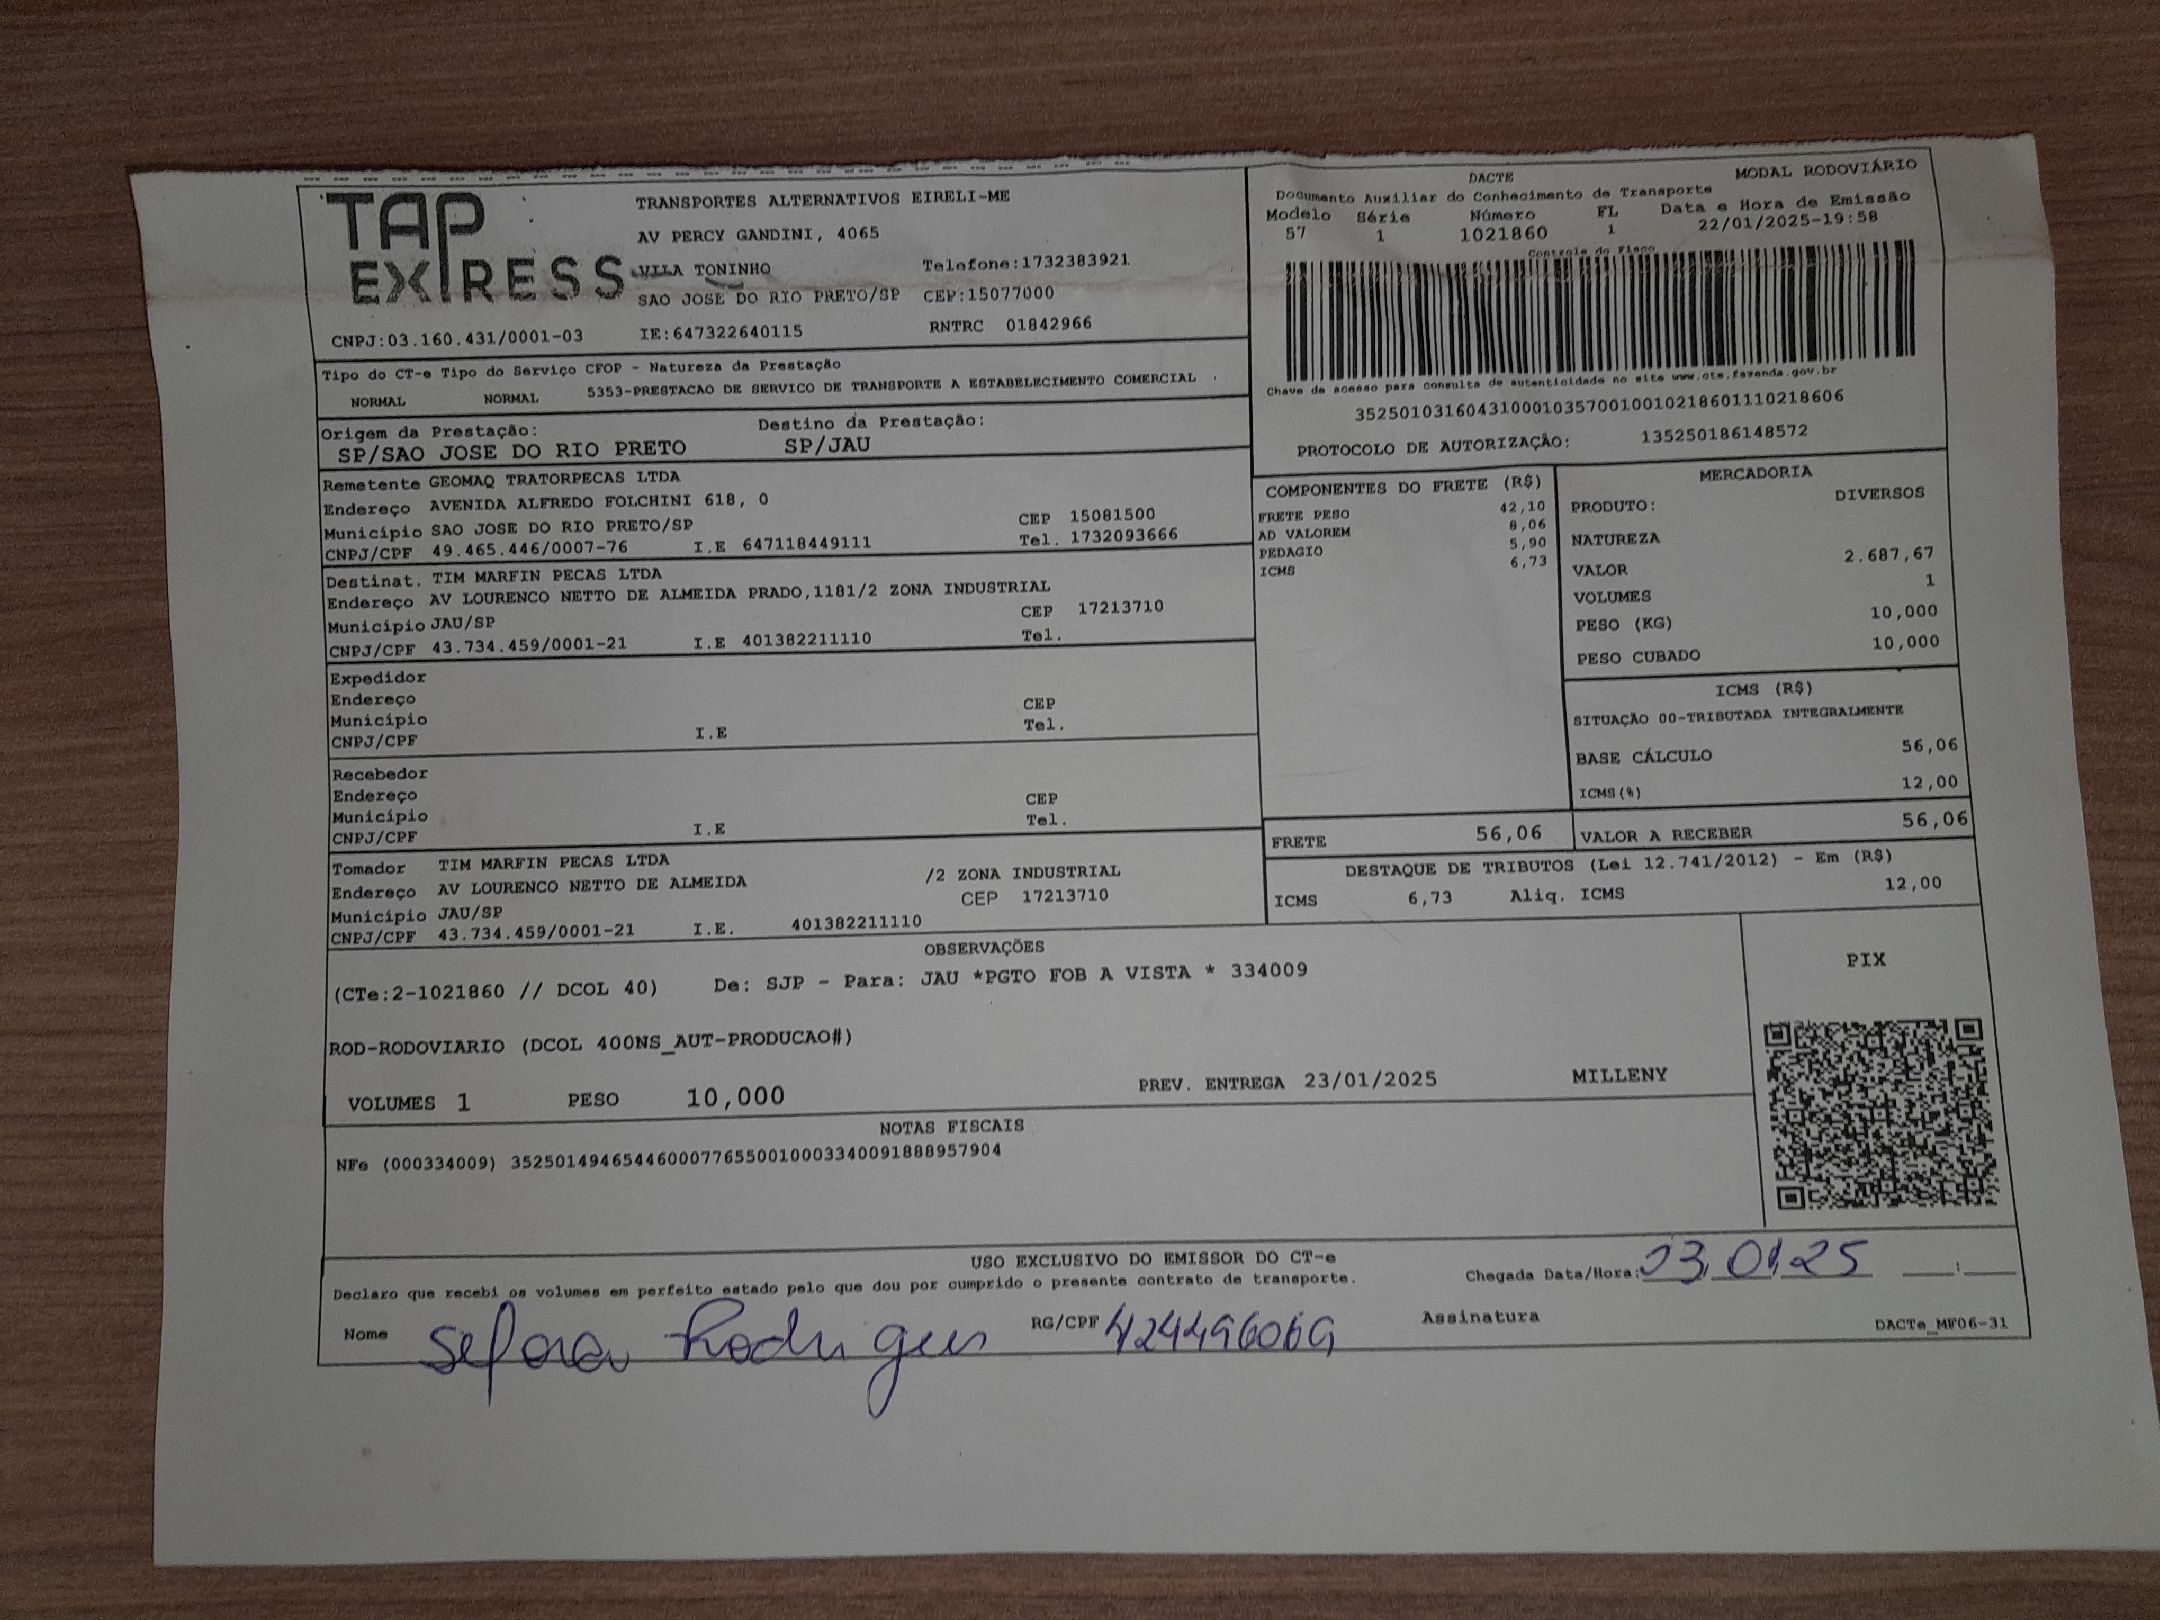 TAP EXPRESS
TRANSPORTES ALTERNATIVOS EIRELI-ME
AV PERCY GANDINI, 4065
VILA TONINHO Telefone:1732383921
SAO JOSE DO RIO PRETO/SP CEP:15077000
CNPJ:03.160.431/0001-03 IE:647322640115 RNTRC 01842966
DACTE MODAL RODOVIÁRIO
Documento Auxiliar do Conhecimento de Transporte
Modelo Série Número FL Data e Hora de Emissão
57 1 1021860 1 22/01/2025-19:58
Controle do Fisco
Chave de acesso para consulta de autenticidade no site www.cte.fazenda.gov.br
35250103160431000103570010010218601110218606
PROTOCOLO DE AUTORIZAÇÃO: 135250186148572
Tipo do CT-e Tipo do Serviço CFOP - Natureza da Prestação
NORMAL NORMAL 5353-PRESTACAO DE SERVICO DE TRANSPORTE A ESTABELECIMENTO COMERCIAL
Origem da Prestação: Destino da Prestação:
SP/SAO JOSE DO RIO PRETO SP/JAU
Remetente GEOMAQ TRATORPECAS LTDA
Endereço AVENIDA ALFREDO FOLCHINI 618, 0
Município SAO JOSE DO RIO PRETO/SP CEP 15081500
CNPJ/CPF 49.465.446/0007-76 I.E 647118449111 Tel. 1732093666
Destinat. TIM MARFIN PECAS LTDA
Endereço AV LOURENCO NETTO DE ALMEIDA PRADO,1181/2 ZONA INDUSTRIAL
Município JAU/SP CEP 17213710
CNPJ/CPF 43.734.459/0001-21 I.E 401382211110 Tel.
Expedidor
Endereço
Município CEP
CNPJ/CPF I.E Tel.
Recebedor
Endereço
Município CEP
CNPJ/CPF I.E Tel.
Tomador TIM MARFIN PECAS LTDA
Endereço AV LOURENCO NETTO DE ALMEIDA /2 ZONA INDUSTRIAL
Município JAU/SP CEP 17213710
CNPJ/CPF 43.734.459/0001-21 I.E. 401382211110
COMPONENTES DO FRETE (R$)
FRETE PESO 42,10
AD VALOREM 8,06
PEDAGIO 5,90
ICMS 6,73
MERCADORIA
PRODUTO: DIVERSOS
NATUREZA
VALOR 2.687,67
VOLUMES 1
PESO (KG) 10,000
PESO CUBADO 10,000
ICMS (R$)
SITUAÇÃO 00-TRIBUTADA INTEGRALMENTE
BASE CÁLCULO 56,06
ICMS(%) 12,00
FRETE 56,06 VALOR A RECEBER 56,06
DESTAQUE DE TRIBUTOS (Lei 12.741/2012) - Em (R$)
ICMS 6,73 Aliq. ICMS 12,00
OBSERVAÇÕES
(CTe:2-1021860 // DCOL 40) De: SJP - Para: JAU *PGTO FOB A VISTA * 334009
ROD-RODOVIARIO (DCOL 400NS_AUT-PRODUCAO#)
PREV. ENTREGA 23/01/2025 MILLENY
VOLUMES 1 PESO 10,000
PIX
NOTAS FISCAIS
NFe (000334009) 35250149465446000776550010003340091888957904
USO EXCLUSIVO DO EMISSOR DO CT-e
Declaro que recebi os volumes em perfeito estado pelo que dou por cumprido o presente contrato de transporte. Chegada Data/Hora: 23,01,25 :
Nome Sefora Rodrigues RG/CPF 424496069 Assinatura DACTe_MF06-31